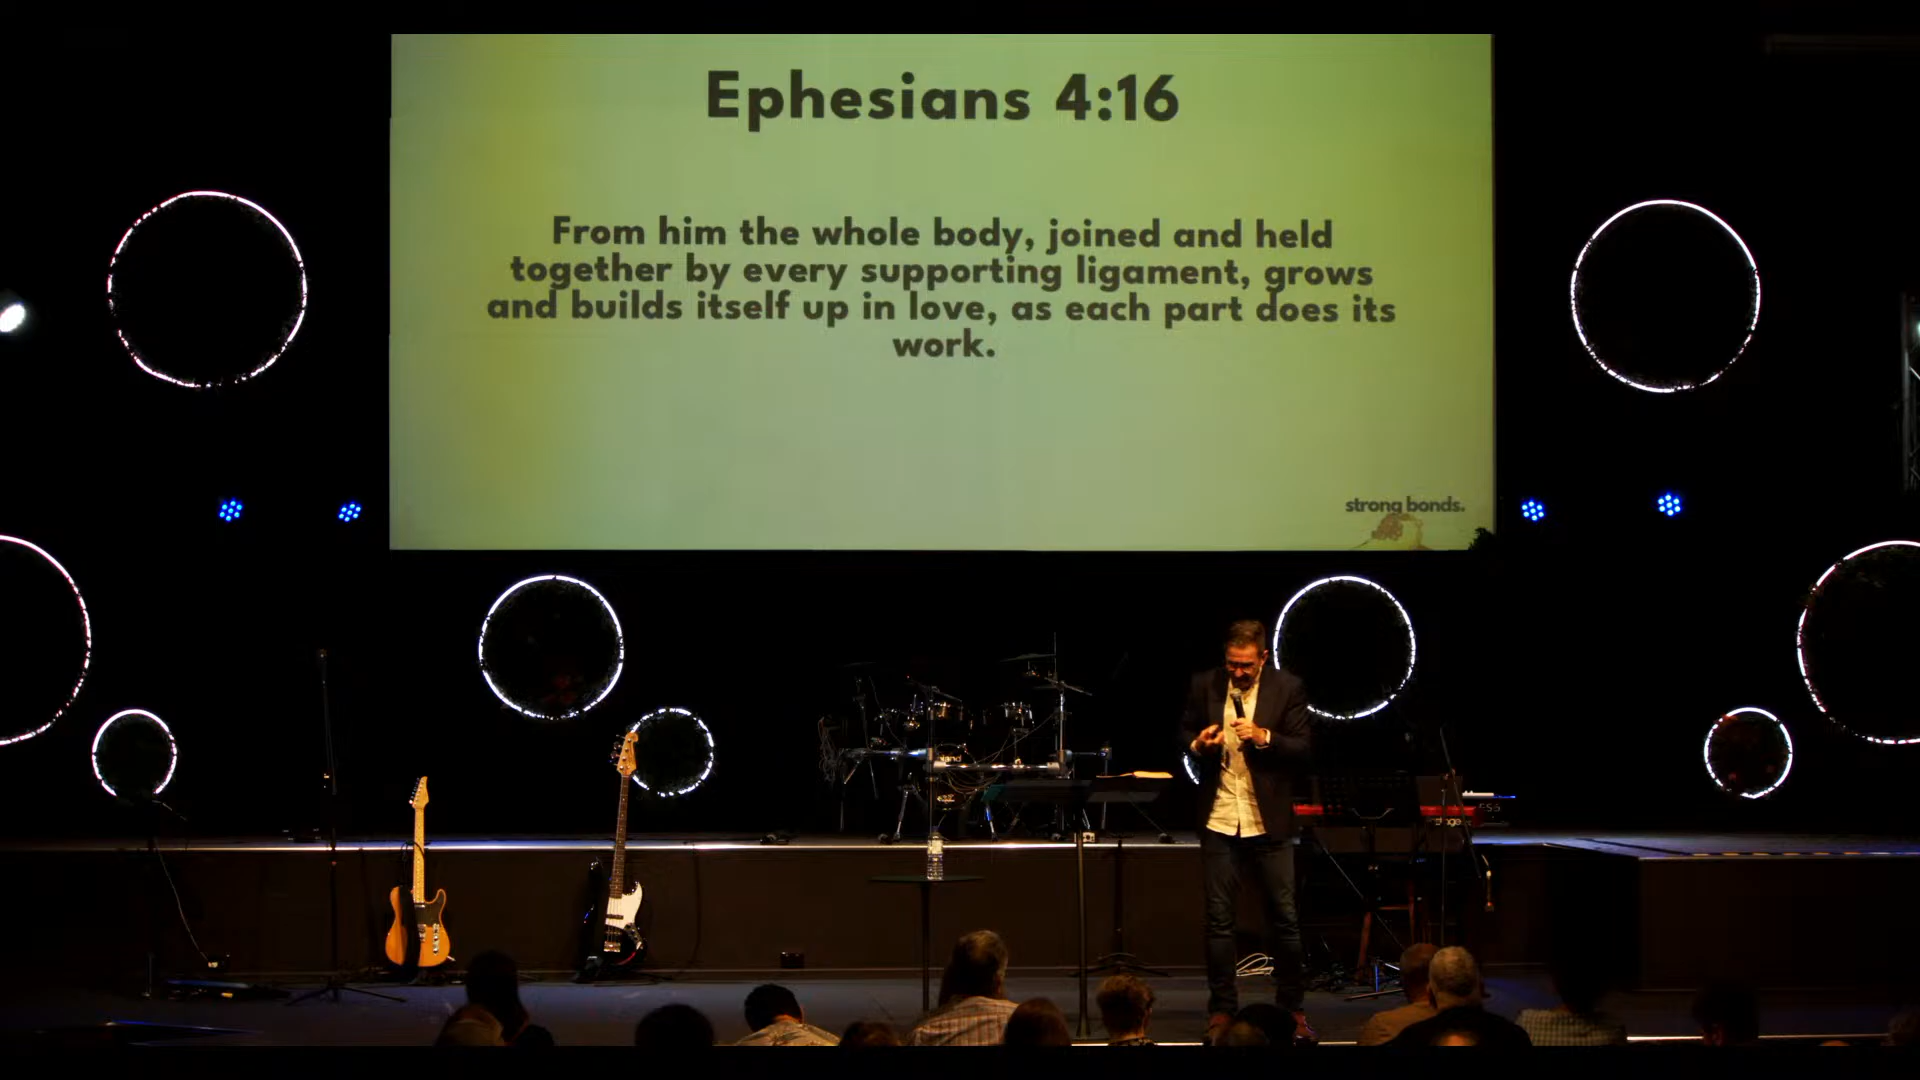 Ephesians 4:16
From him the whole body, joined and held
together by every supporting ligament, grows
and builds itself up in love, as each part does its
work.
strong bonds.